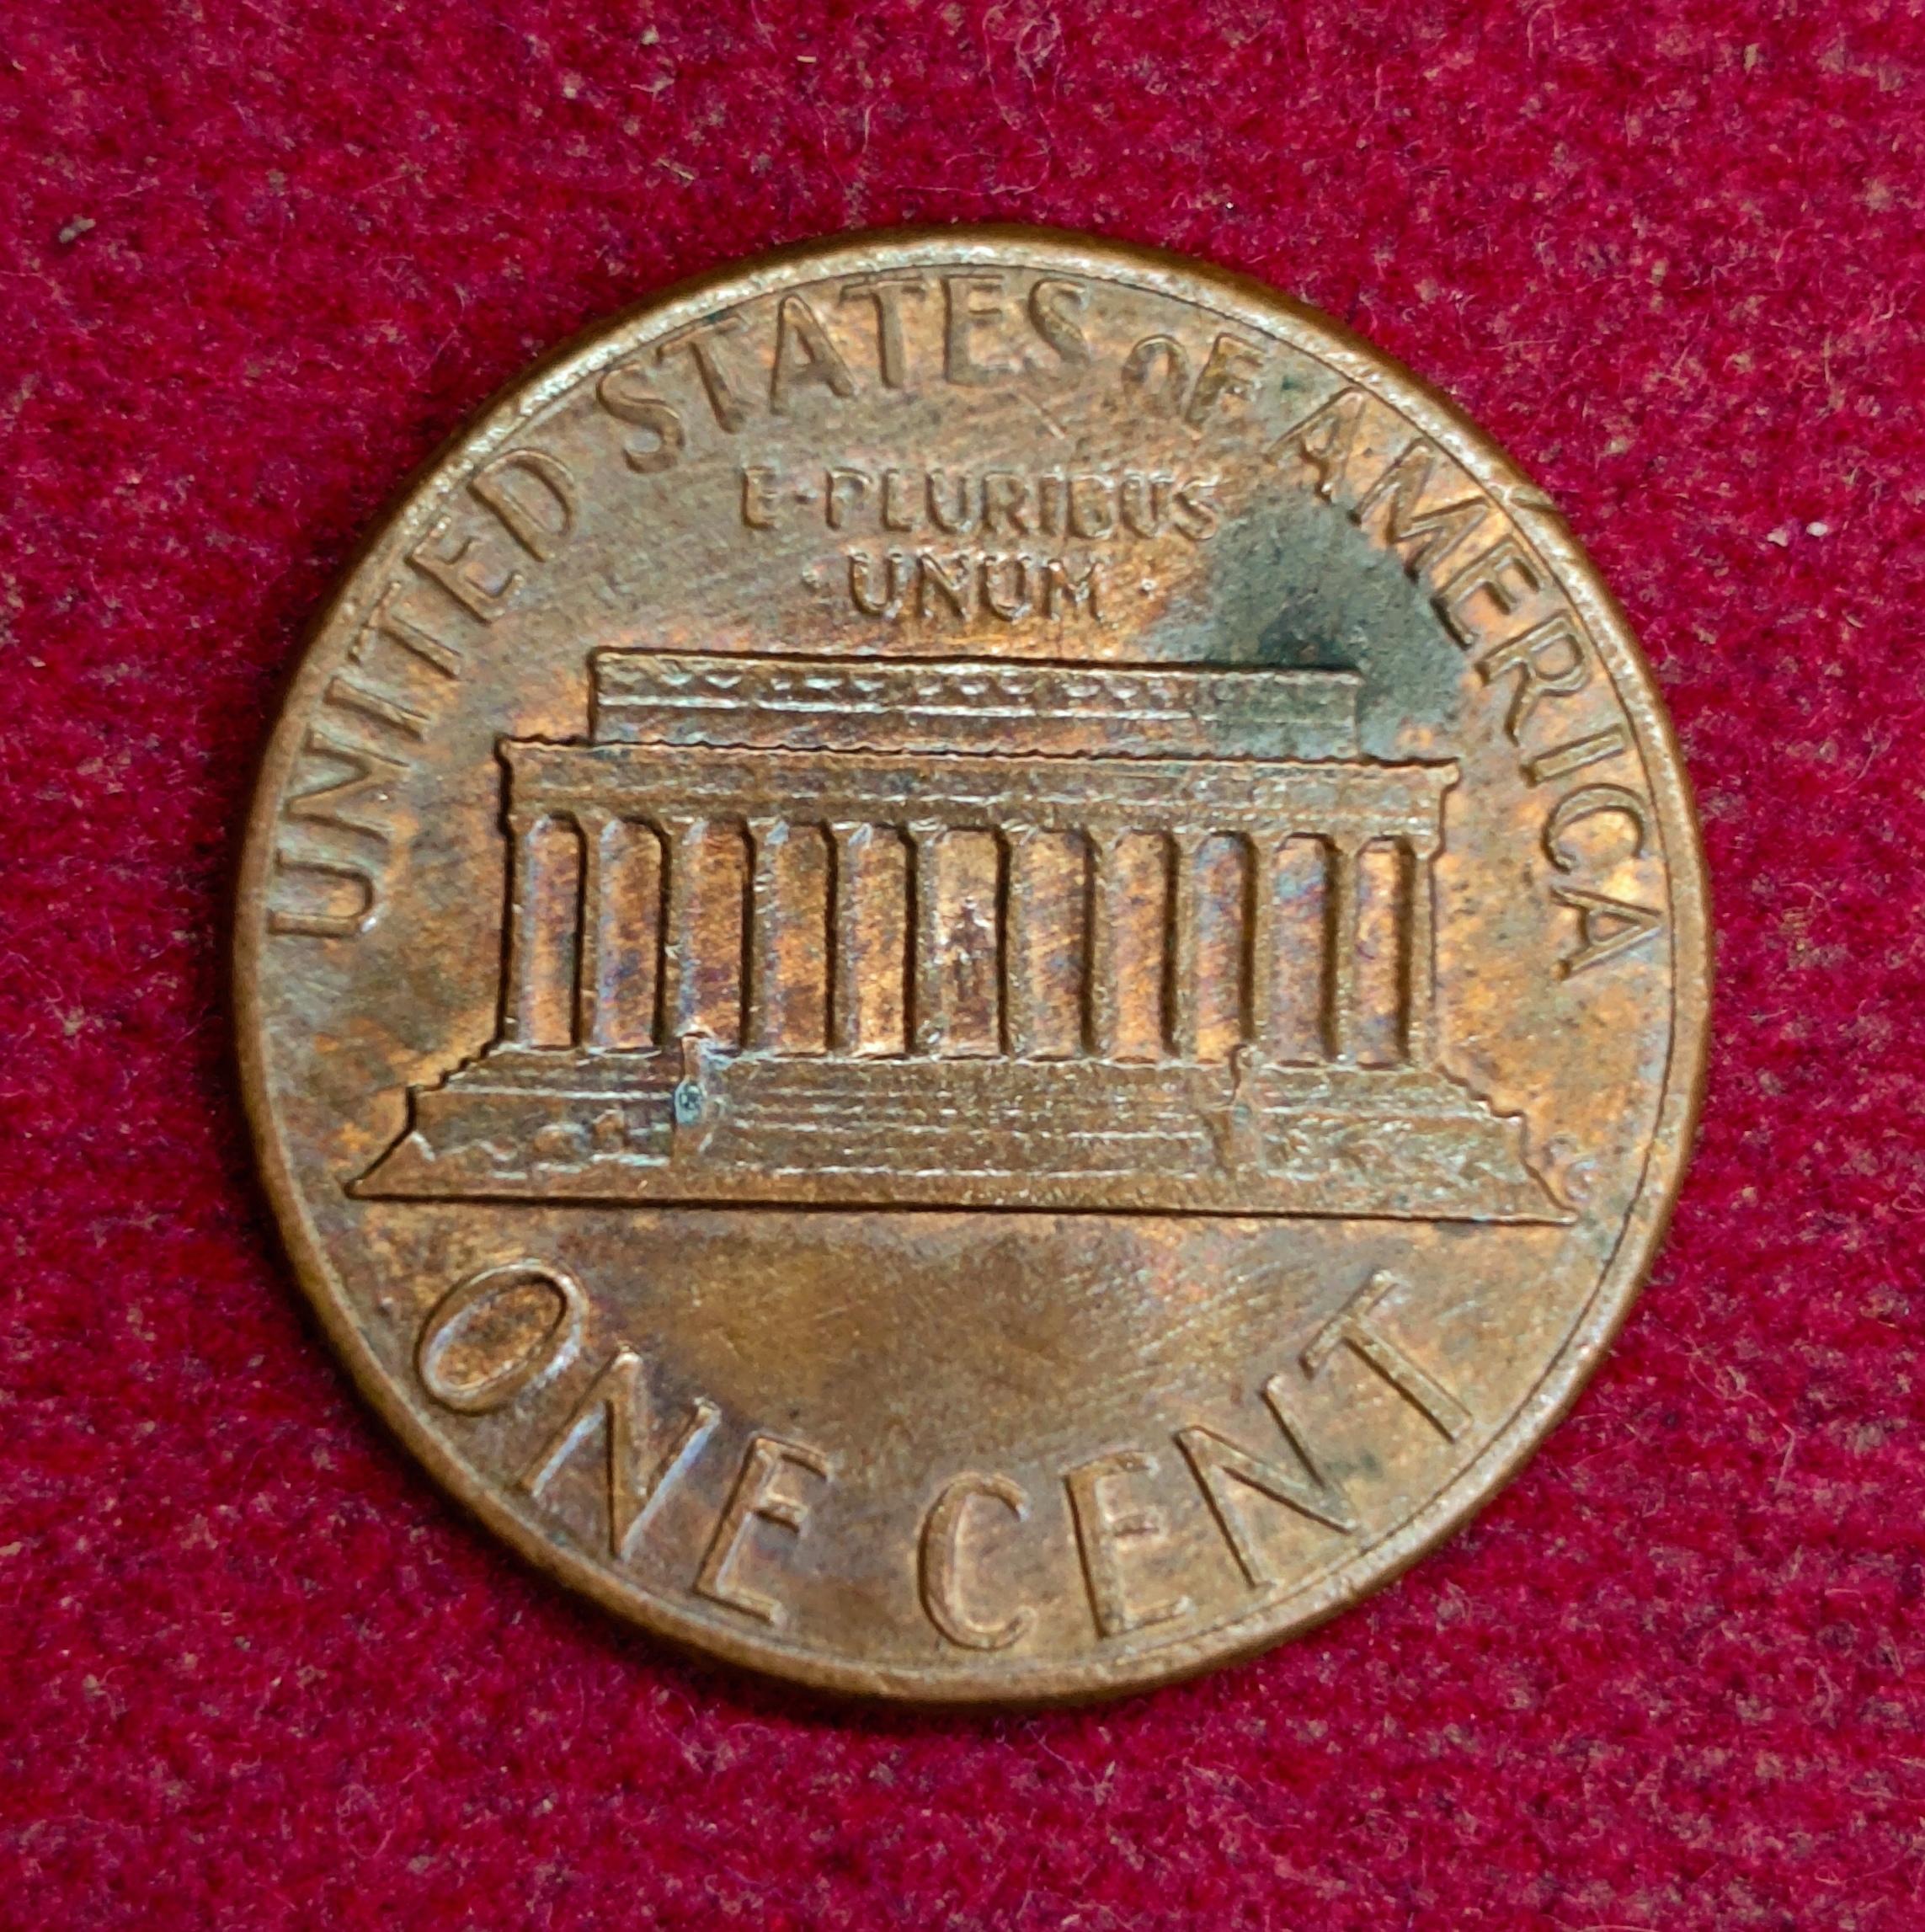 UNITED STATES OF AMERICA
E·PLURIBUS
·UNUM·
ONE CENT